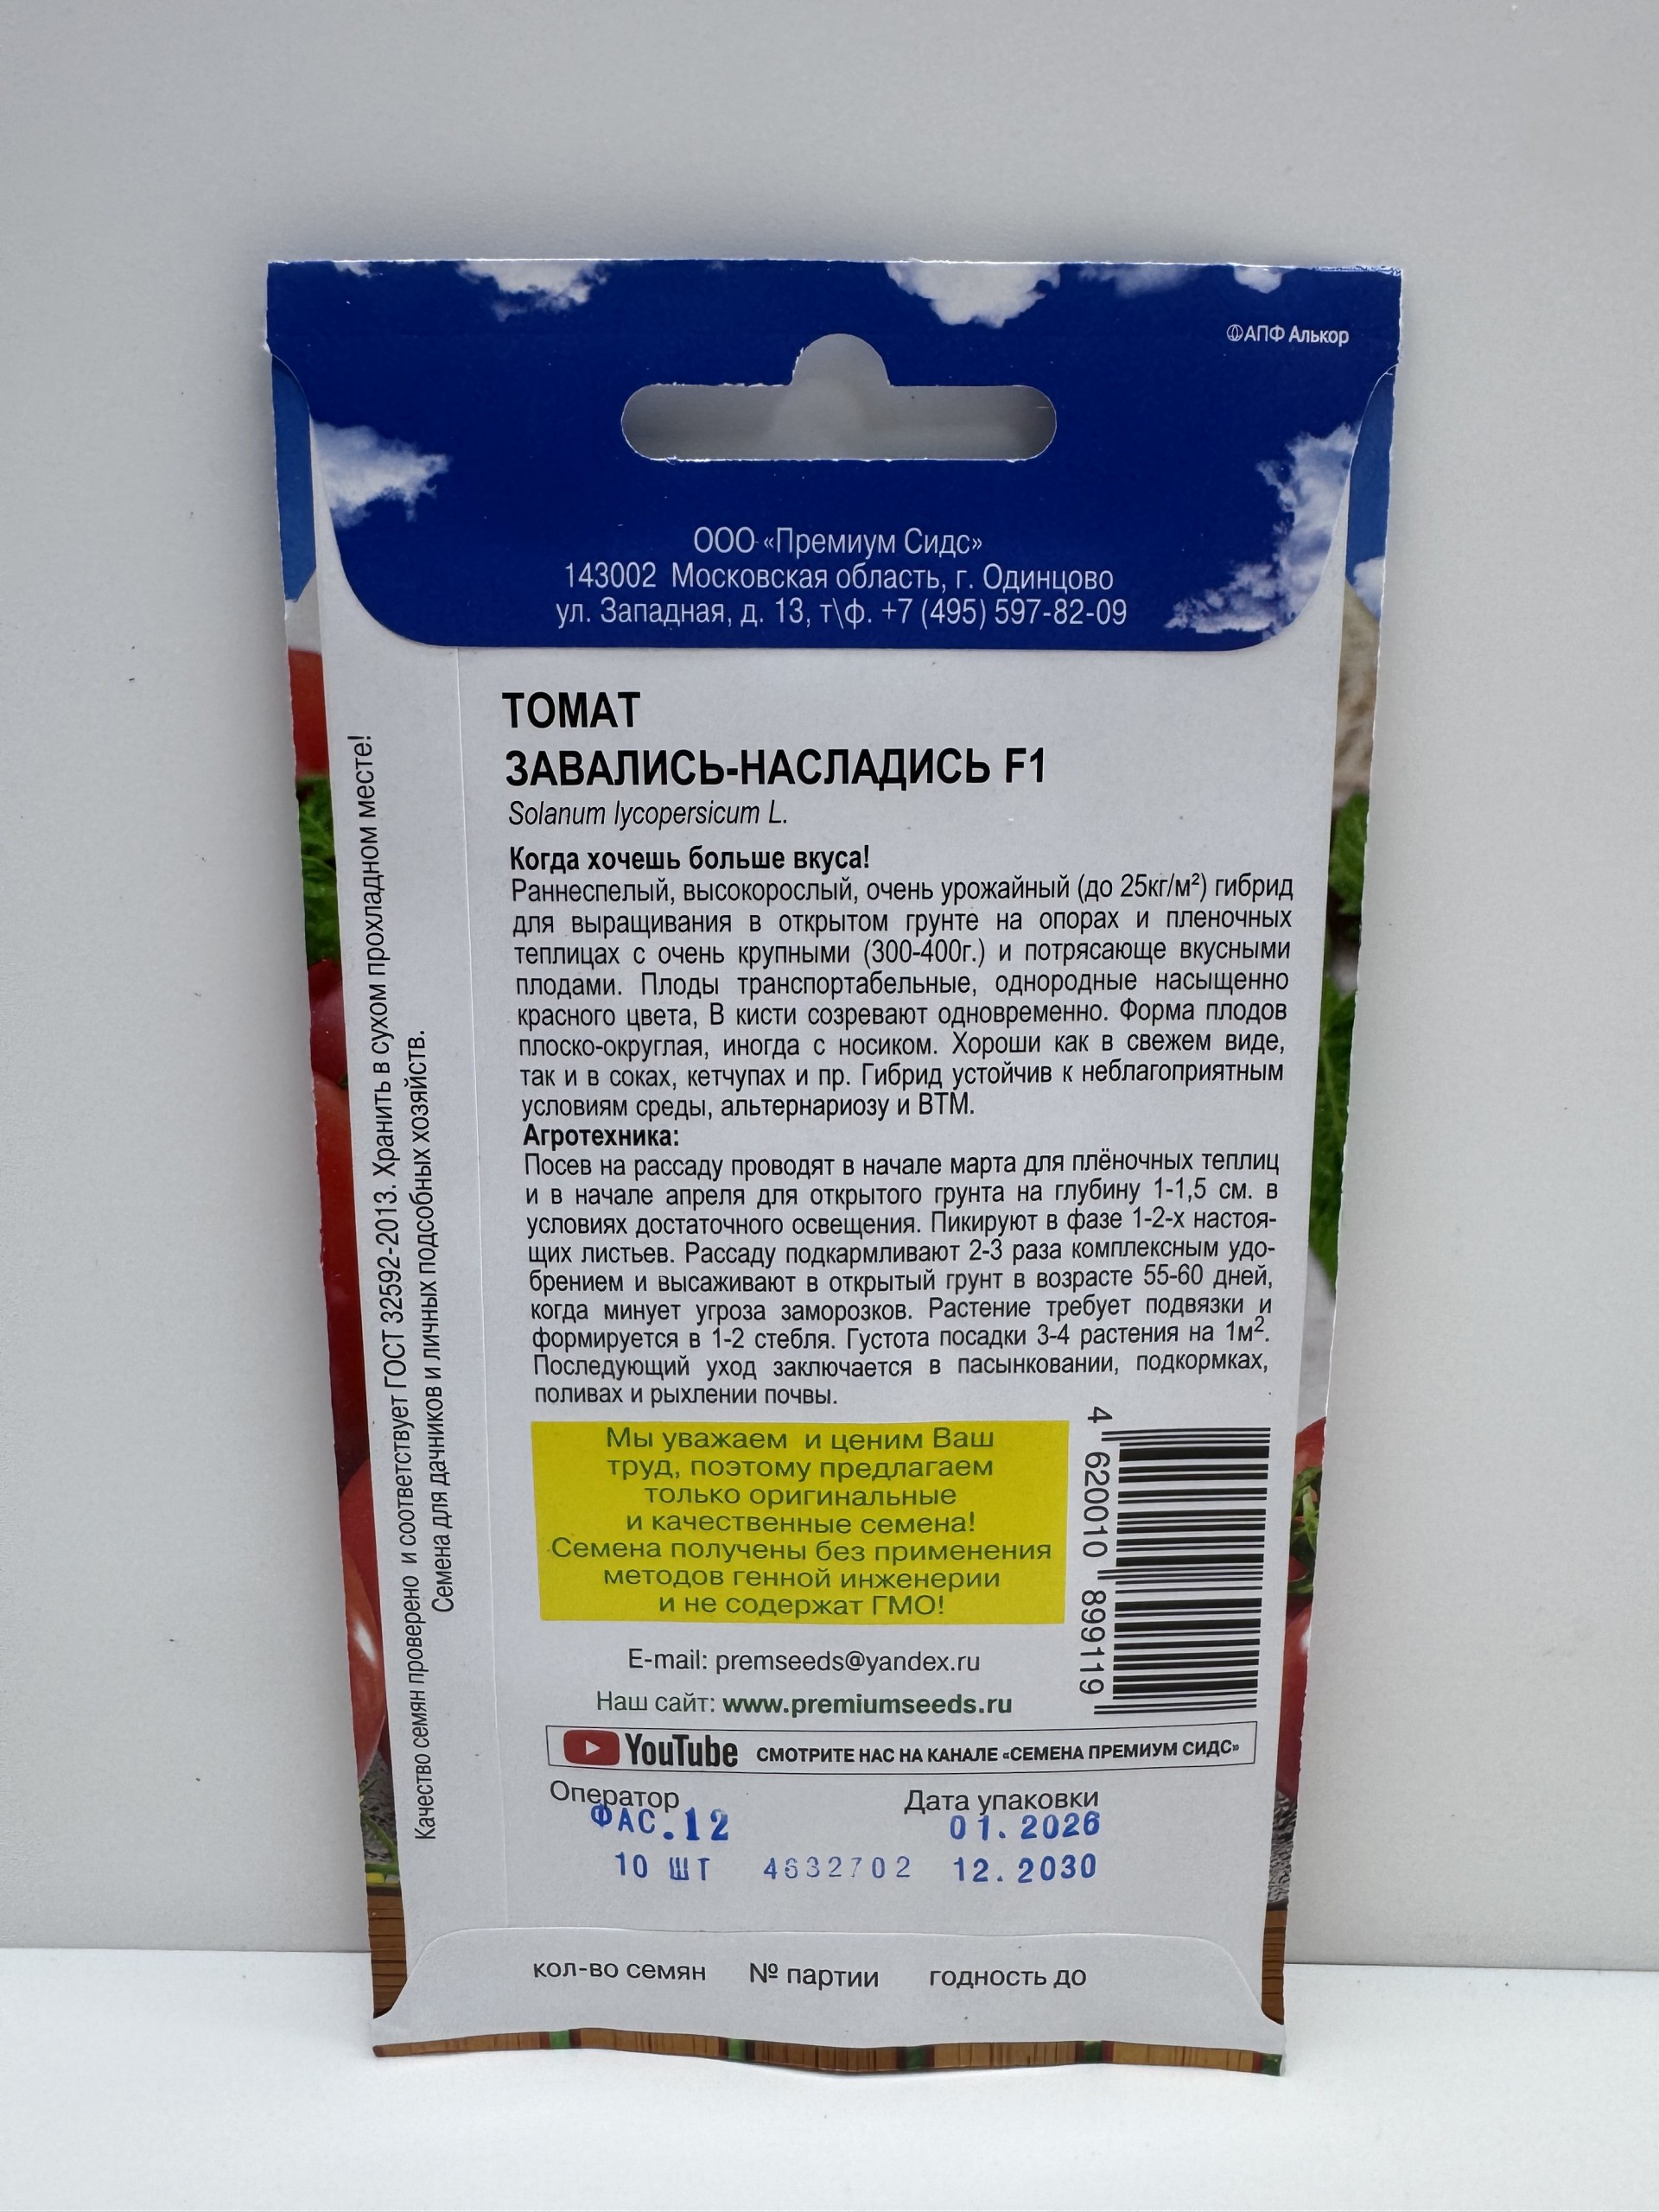 АПФ Алькор
ООО «Премиум Сидс»
143002 Московская область, г. Одинцово
ул. Западная, д. 13, т\ф. +7 (495) 597-82-09
ТОМАТ
ЗАВАЛИСЬ-НАСЛАДИСЬ F1
Solanum lycopersicum L.
Когда хочешь больше вкуса!
Раннеспелый, высокорослый, очень урожайный (до 25кг/м²) гибрид
для выращивания в открытом грунте на опорах и пленочных
теплицах с очень крупными (300-400г.) и потрясающе вкусными
плодами. Плоды транспортабельные, однородные насыщенно
красного цвета, В кисти созревают одновременно. Форма плодов
плоско-округлая, иногда с носиком. Хороши как в свежем виде,
так и в соках, кетчупах и пр. Гибрид устойчив к неблагоприятным
условиям среды, альтернариозу и ВТМ.
Агротехника:
Посев на рассаду проводят в начале марта для плёночных теплиц
и в начале апреля для открытого грунта на глубину 1-1,5 см. в
условиях достаточного освещения. Пикируют в фазе 1-2-х настоя-
щих листьев. Рассаду подкармливают 2-3 раза комплексным удо-
брением и высаживают в открытый грунт в возрасте 55-60 дней,
когда минует угроза заморозков. Растение требует подвязки и
формируется в 1-2 стебля. Густота посадки 3-4 растения на 1м².
Последующий уход заключается в пасынковании, подкормках,
поливах и рыхлении почвы.
Качество семян проверено и соответствует ГОСТ 32592-2013. Хранить в сухом прохладном месте!
Семена для дачников и личных подсобных хозяйств.
Мы уважаем и ценим Ваш
труд, поэтому предлагаем
только оригинальные
и качественные семена!
Семена получены без применения
методов генной инженерии
и не содержат ГМО!
4 620010 899119
E-mail: premseeds@yandex.ru
Наш сайт: www.premiumseeds.ru
YouTube СМОТРИТЕ НАС НА КАНАЛЕ «СЕМЕНА ПРЕМИУМ СИДС»
Оператор Дата упаковки
ФАС.12 01.2026
10 ШТ 4632702 12.2030
кол-во семян № партии годность до